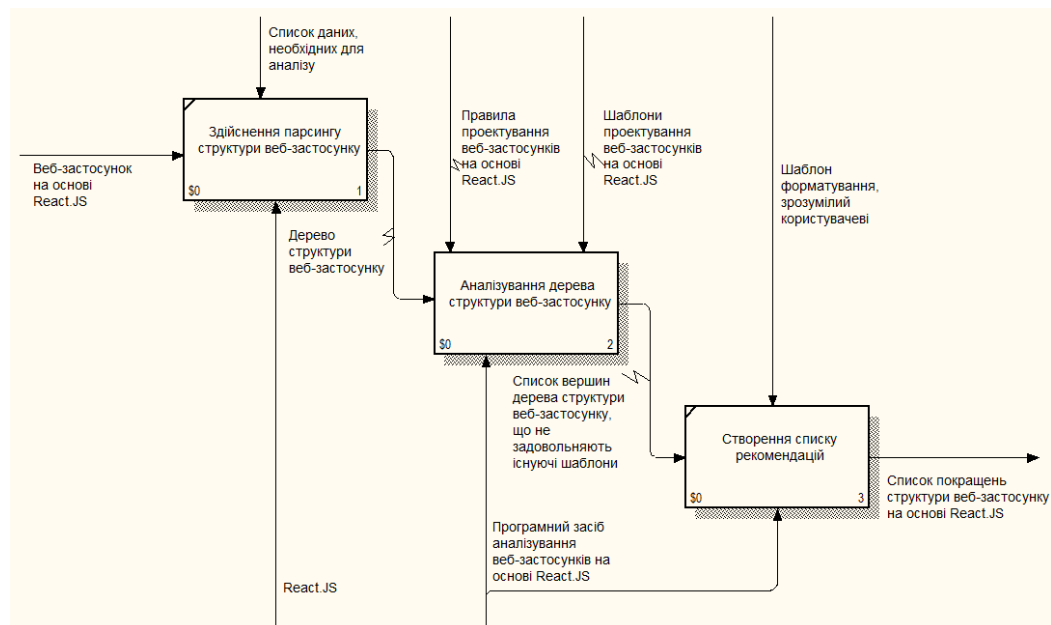 Список даних,
необхідних для
аналізу
Здійснення парсингу
структури веб-застосунку
$0
1
Веб-застосунок
на основі
React.JS
Правила
проектування
веб-застосунків
на основі
React.JS
Шаблони
проектування
веб-застосунків
на основі
React.JS
Шаблон
форматування,
зрозумілий
користувачеві
Дерево
структури
веб-застосунку
Аналізування дерева
структури веб-застосунку
$0
2
Список вершин
дерева структури
веб-застосунку,
що не
задовольняють
існуючі шаблони
Створення списку
рекомендацій
$0
3
Список покращень
структури веб-застосунку
на основі React.JS
Програмний засіб
аналізування
веб-застосунків на
основі React.JS
React.JS